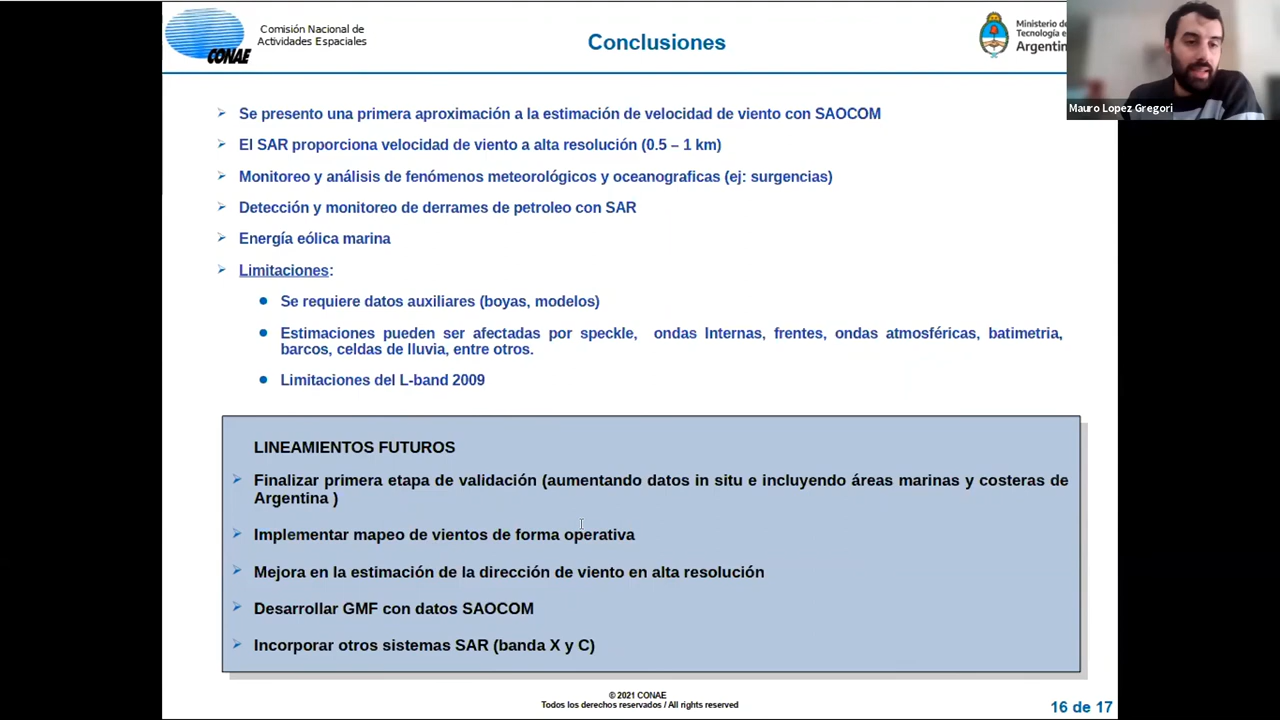 Comisión Nacional de
Actividades Espaciales
CONAE
Conclusiones
Ministerio de
Tecnología e
Argentin
Mauro Lopez Gregori
Se presento una primera aproximación a la estimación de velocidad de viento con SAOCOM
El SAR proporciona velocidad de viento a alta resolución (0.5 – 1 km)
Monitoreo y análisis de fenómenos meteorológicos y oceanograficas (ej: surgencias)
Detección y monitoreo de derrames de petroleo con SAR
Energía eólica marina
Limitaciones:
Se requiere datos auxiliares (boyas, modelos)
Estimaciones pueden ser afectadas por speckle, ondas Internas, frentes, ondas atmosféricas, batimetria,
barcos, celdas de lluvia, entre otros.
Limitaciones del L-band 2009
LINEAMIENTOS FUTUROS
Finalizar primera etapa de validación (aumentando datos in situ e incluyendo áreas marinas y costeras de
Argentina )
Implementar mapeo de vientos de forma operativa
Mejora en la estimación de la dirección de viento en alta resolución
Desarrollar GMF con datos SAOCOM
Incorporar otros sistemas SAR (banda X y C)
© 2021 CONAE
Todos los derechos reservados / All rights reserved
16 de 17